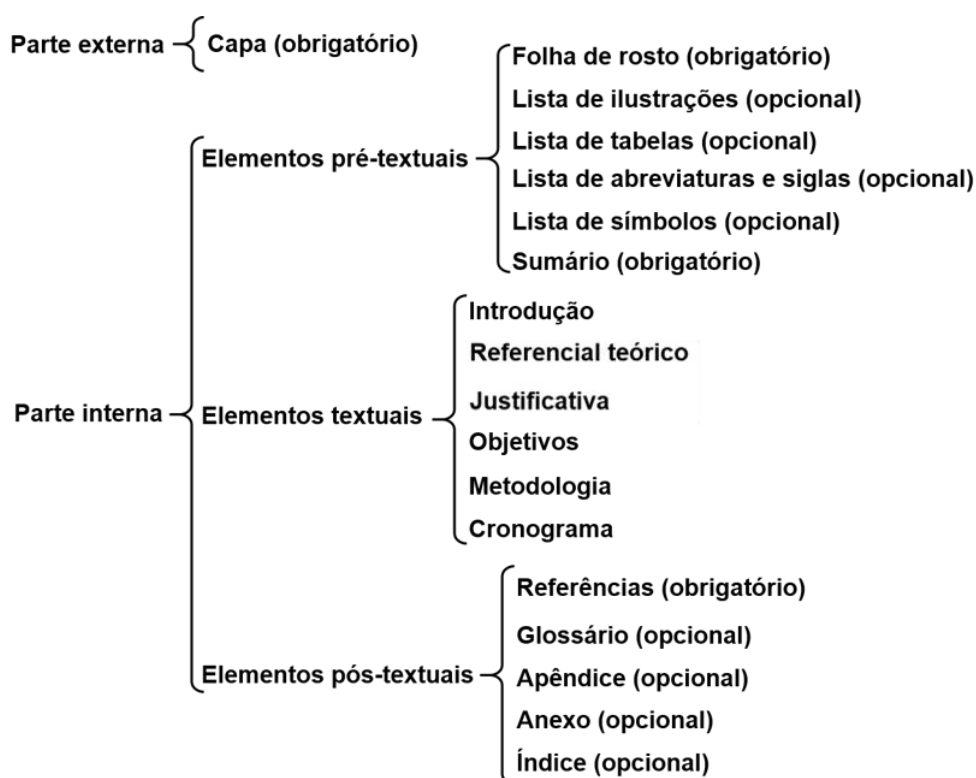 Parte externa
Capa (obrigatório)
Parte interna
Elementos pré-textuais
Folha de rosto (obrigatório)
Lista de ilustrações (opcional)
Lista de tabelas (opcional)
Lista de abreviaturas e siglas (opcional)
Lista de símbolos (opcional)
Sumário (obrigatório)
Elementos textuais
Introdução
Referencial teórico
Justificativa
Objetivos
Metodologia
Cronograma
Elementos pós-textuais
Referências (obrigatório)
Glossário (opcional)
Apêndice (opcional)
Anexo (opcional)
Índice (opcional)